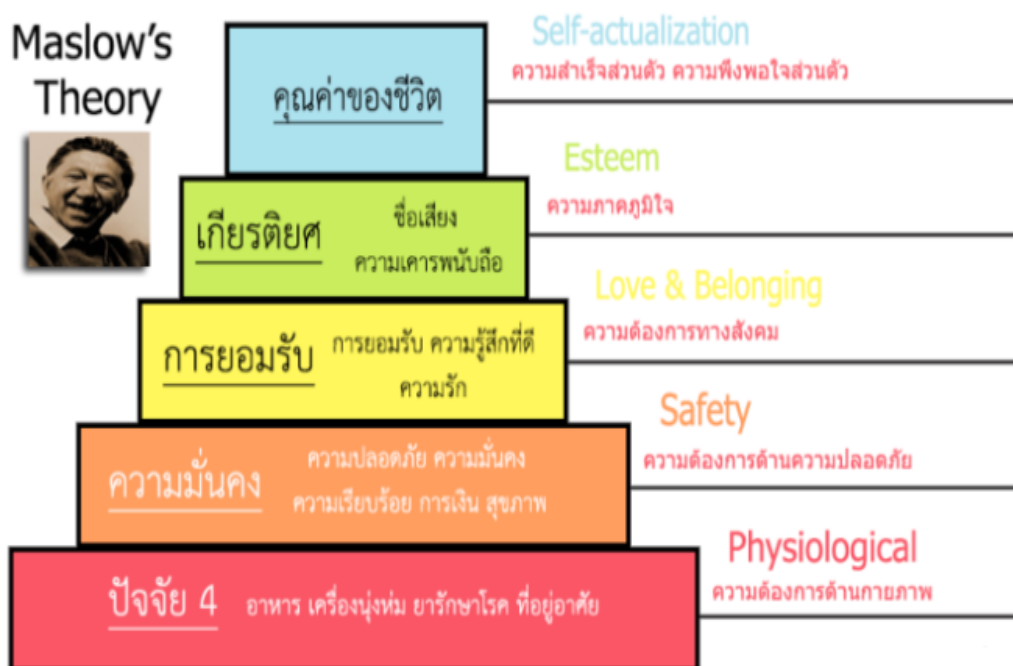 Maslow's
Theory
คุณค่าของชีวิต
Self-actualization
ความสำเร็จส่วนตัว ความพึงพอใจส่วนตัว
เกียรติยศ
ชื่อเสียง
ความเคารพนับถือ
Esteem
ความภาคภูมิใจ
การยอมรับ
การยอมรับ ความรู้สึกที่ดี
ความรัก
Love & Belonging
ความต้องการทางสังคม
ความมั่นคง
ความปลอดภัย ความมั่นคง
ความเรียบร้อย การเงิน สุขภาพ
Safety
ความต้องการด้านความปลอดภัย
ปัจจัย 4
อาหาร เครื่องนุ่งห่ม ยารักษาโรค ที่อยู่อาศัย
Physiological
ความต้องการด้านกายภาพ